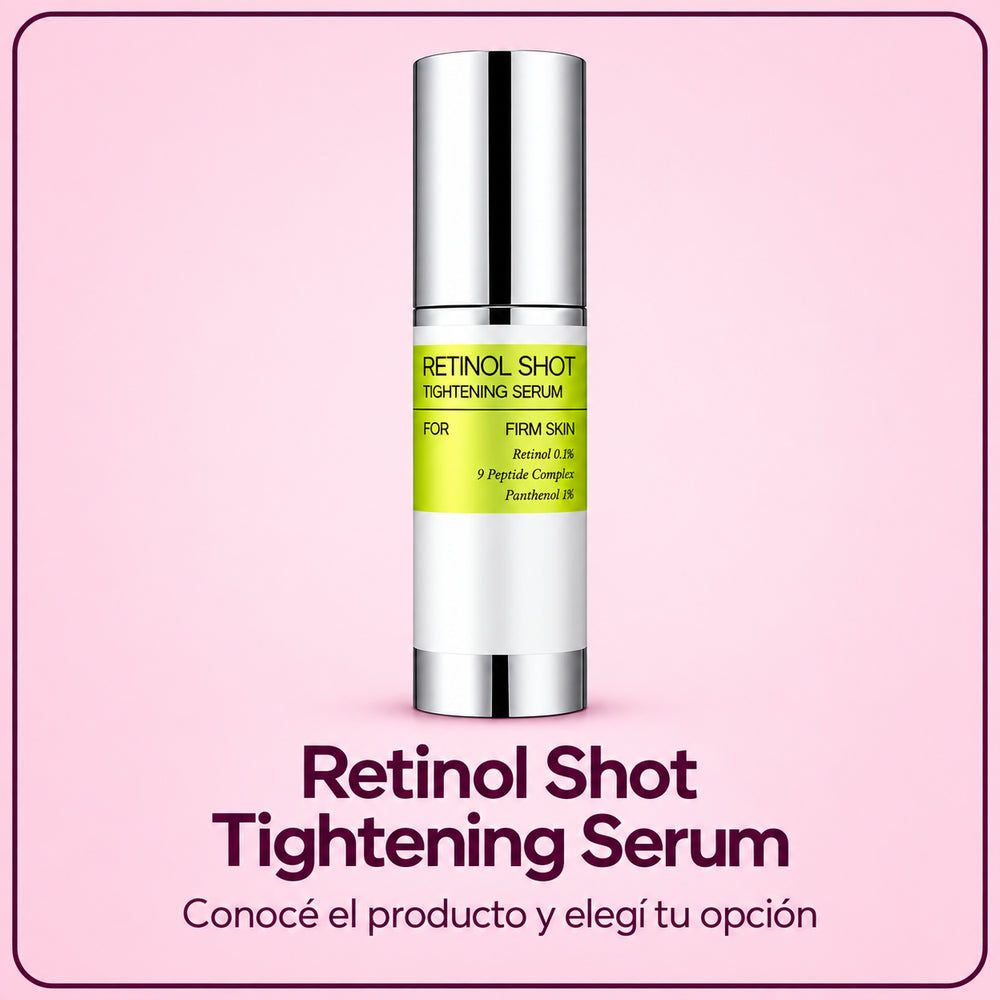 RETINOL SHOT
TIGHTENING SERUM
FOR FIRM SKIN
Retinol 0.1%
9 Peptide Complex
Panthenol 1%
Retinol Shot
Tightening Serum
Conocé el producto y elegí tu opción